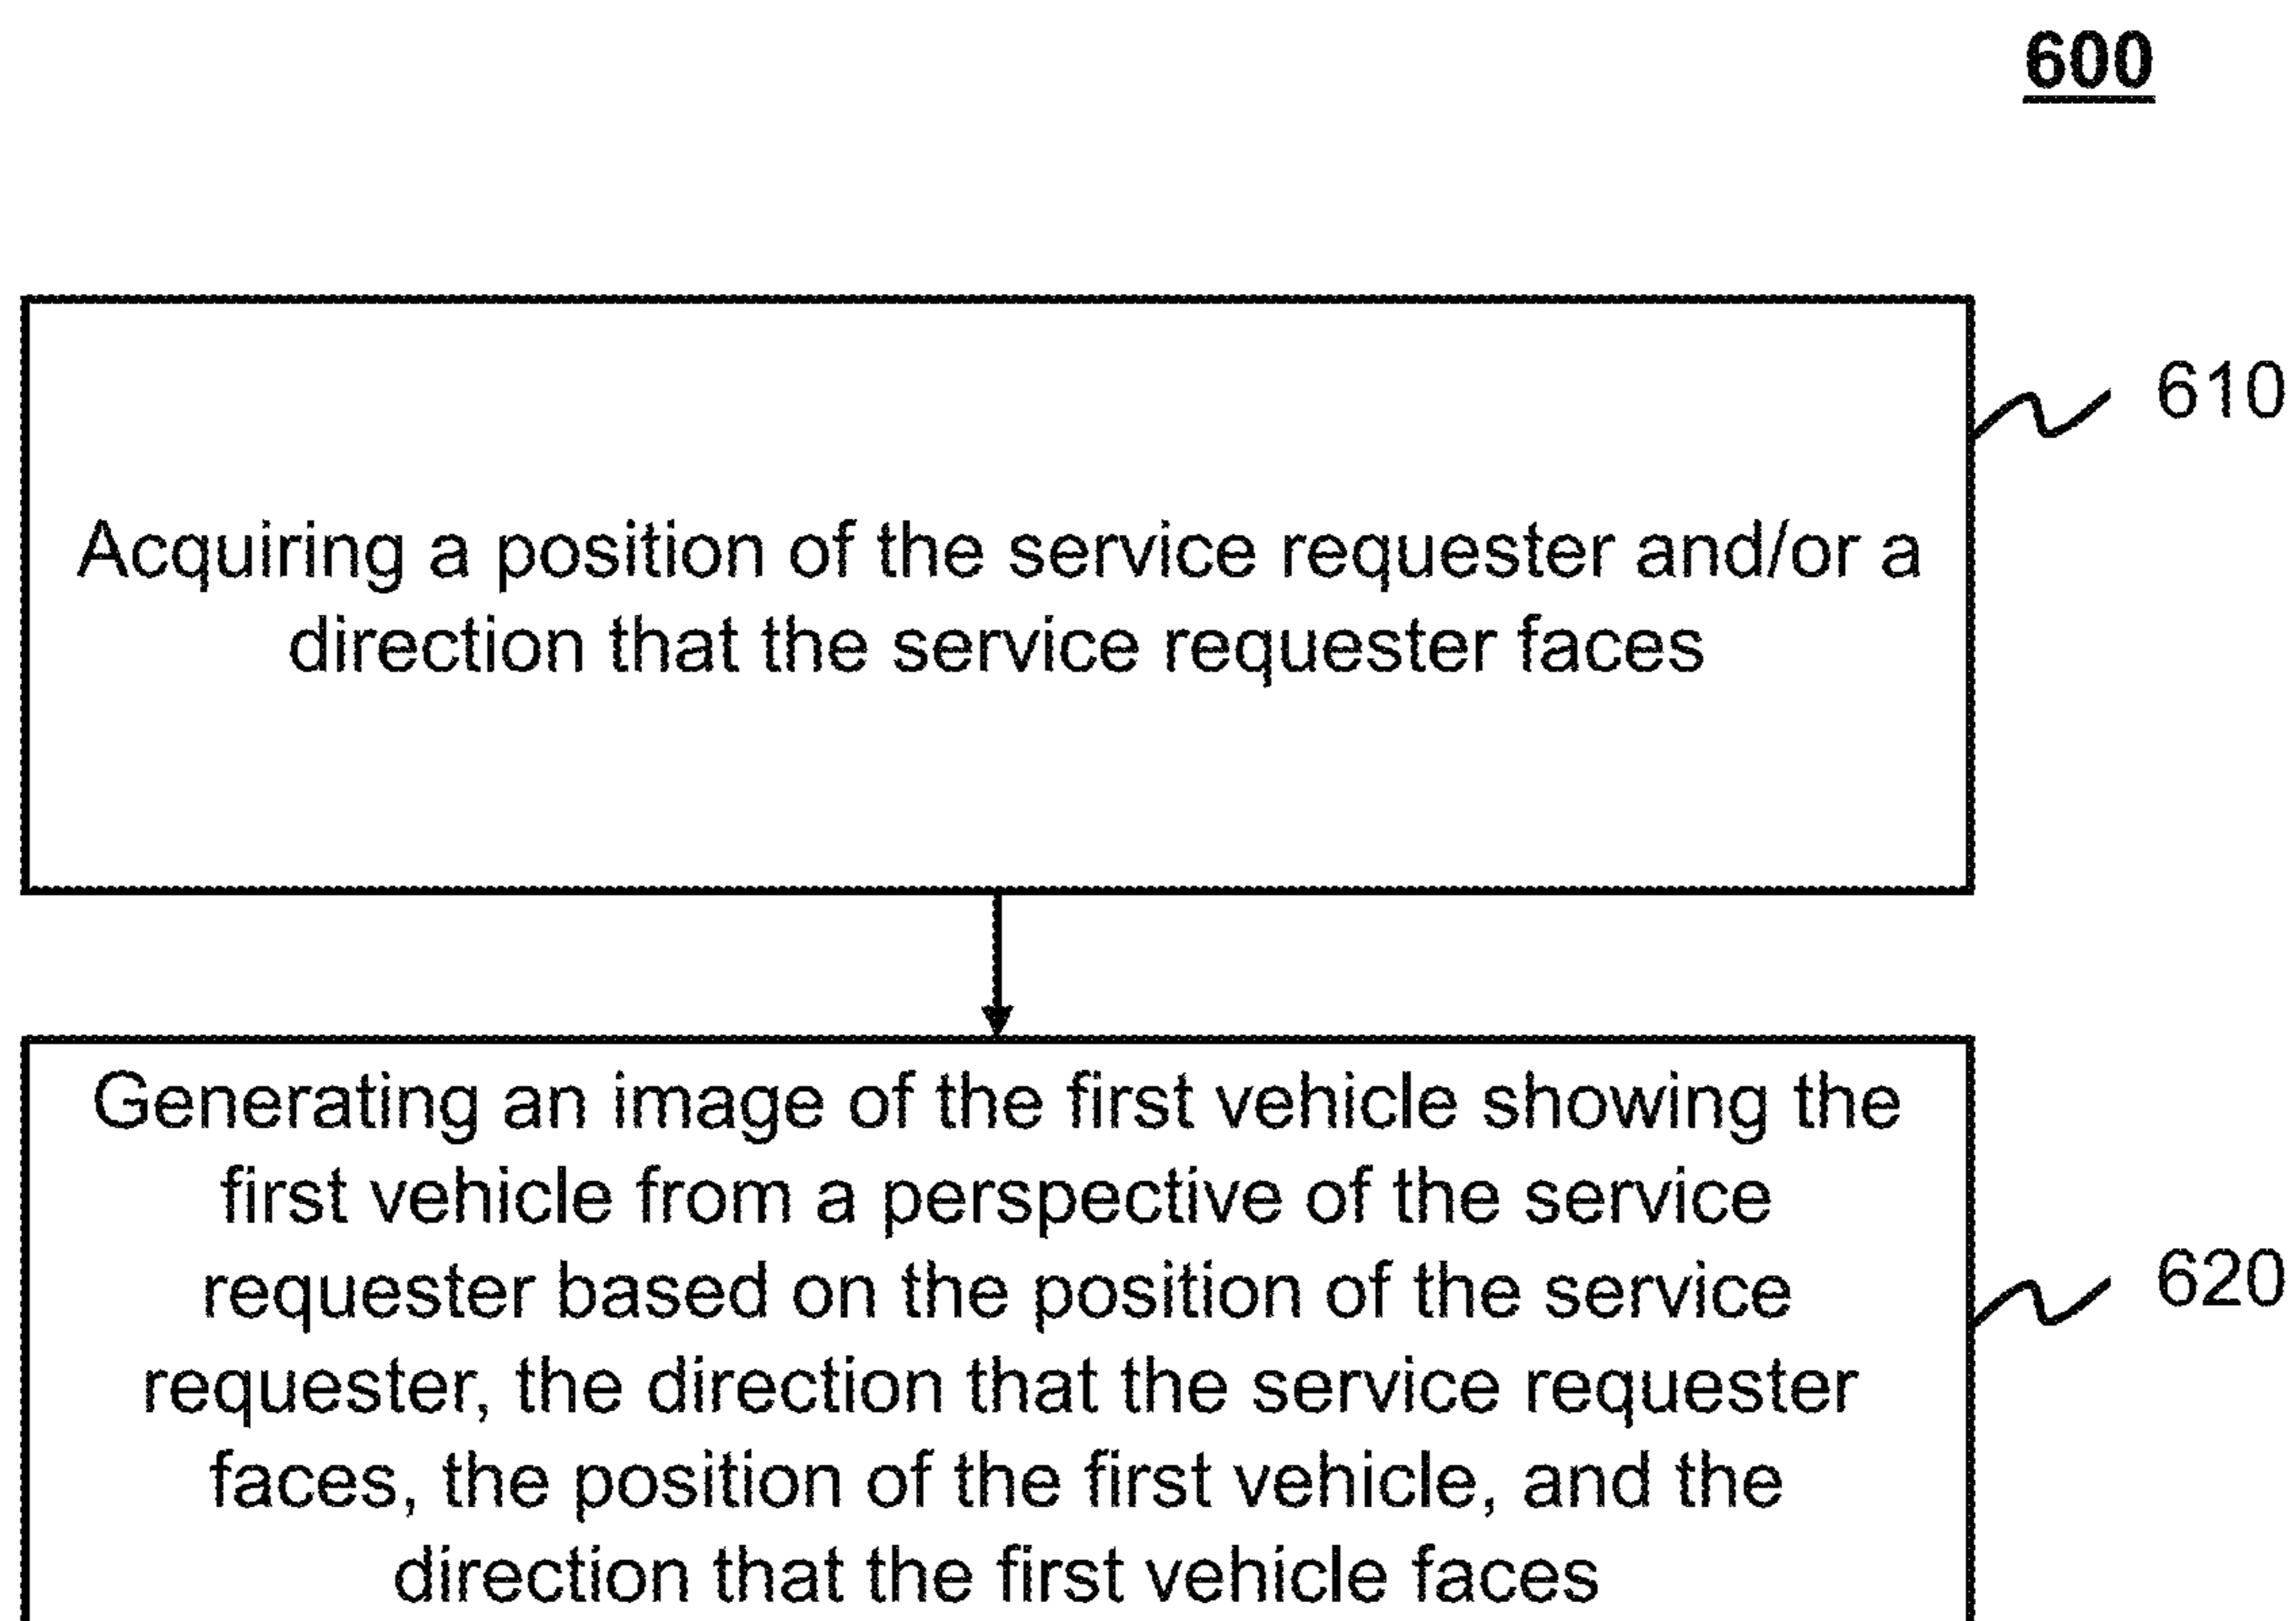 600
610
Acquiring a position of the service requester and/or a
direction that the service requester faces
Generating an image of the first vehicle showing the
first vehicle from a perspective of the service
requester based on the position of the service
620
requester, the direction that the service requester
faces, the position of the first vehicle, and the
direction that the first vehicle faces